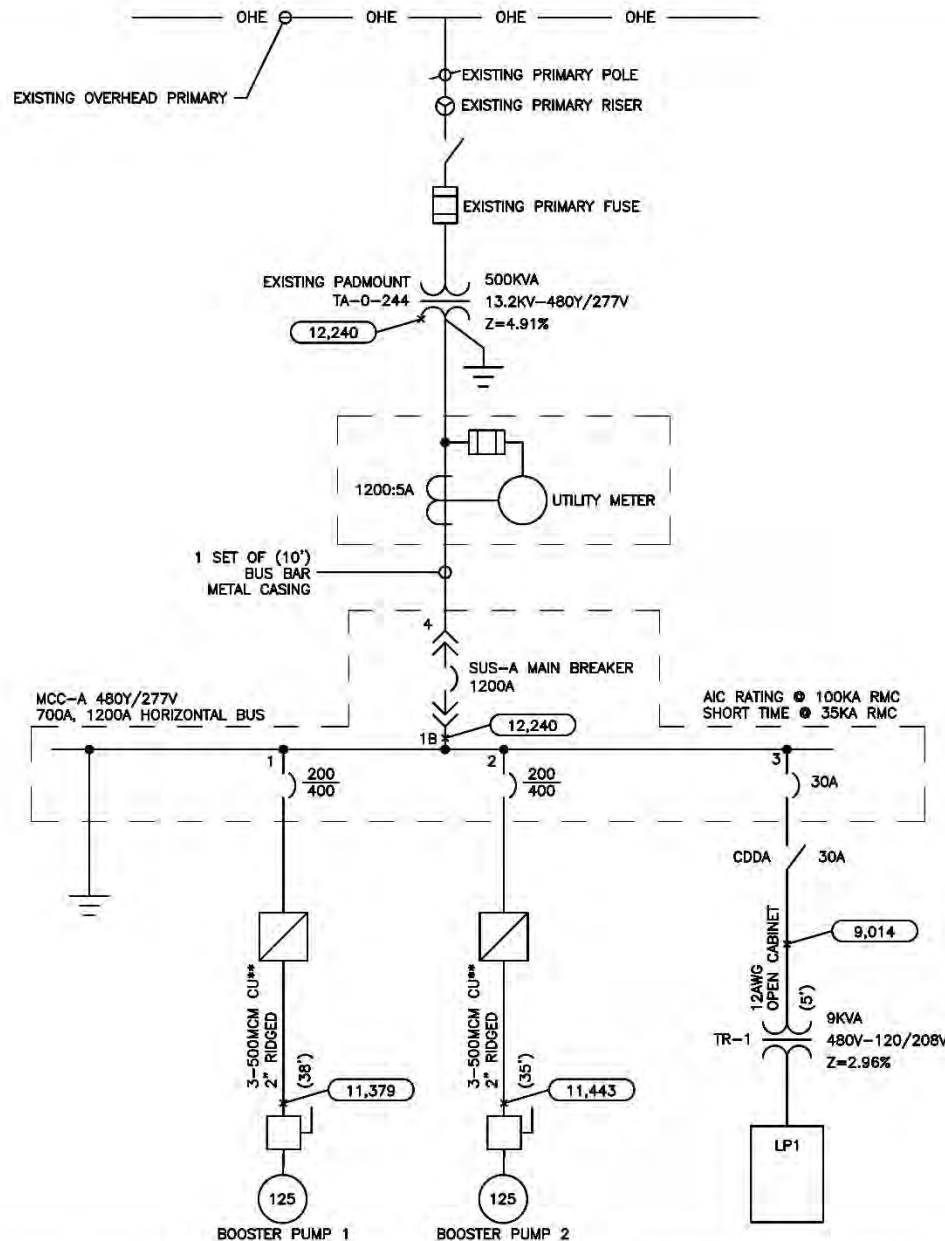 OHE OHE OHE OHE
EXISTING OVERHEAD PRIMARY
EXISTING PRIMARY POLE
EXISTING PRIMARY RISER
EXISTING PRIMARY FUSE
EXISTING PADMOUNT
TA-0-244
500KVA
13.2KV-480Y/277V
Z=4.91%
12,240
1200:5A
UTILITY METER
1 SET OF (10')
BUS BAR
METAL CASING
4
SUS-A MAIN BREAKER
1200A
MCC-A 480Y/277V
700A, 1200A HORIZONTAL BUS
AIC RATING @ 100KA RMC
SHORT TIME @ 35KA RMC
1B
12,240
1
200
400
2
200
400
3
30A
CDDA
30A
9,014
12AWG
OPEN CABINET
(5')
3-500MCM CU**
2" RIDGED
(38')
11,379
3-500MCM CU**
2" RIDGED
(35')
11,443
TR-1
9KVA
480V-120/208V
Z=2.96%
LP1
125
BOOSTER PUMP 1
125
BOOSTER PUMP 2